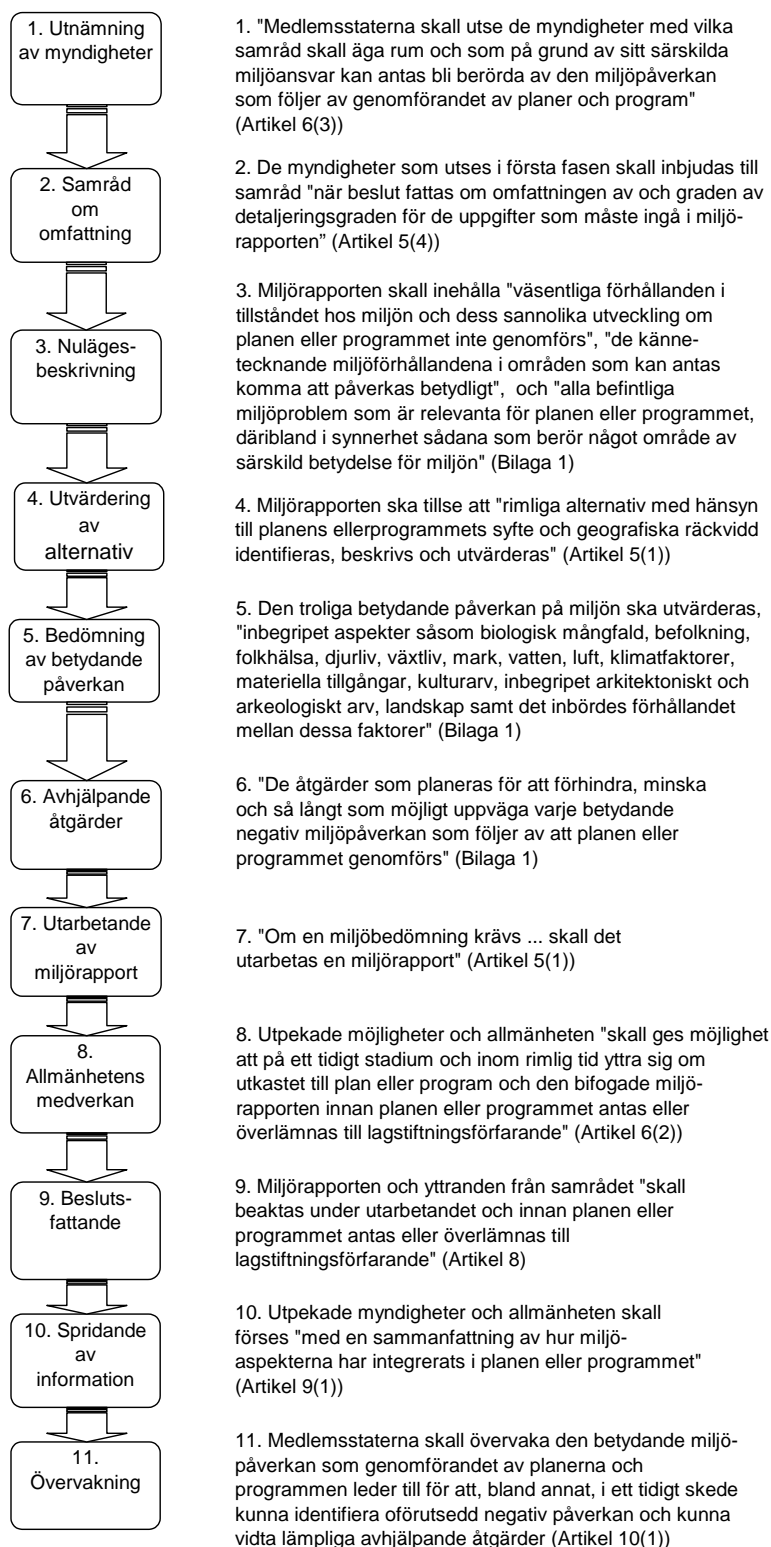 1. Utnämning
av myndigheter
1. "Medlemsstaterna skall utse de myndigheter med vilka
samråd skall äga rum och som på grund av sitt särskilda
miljöansvar kan antas bli berörda av den miljöpåverkan
som följer av genomförandet av planer och program"
(Artikel 6(3))
2. Samråd
om
omfattning
2. De myndigheter som utses i första fasen skall inbjudas till
samråd "när beslut fattas om omfattningen av och graden av
detaljeringsgraden för de uppgifter som måste ingå i miljö-
rapporten” (Artikel 5(4))
3. Nuläges-
beskrivning
3. Miljörapporten skall inehålla "väsentliga förhållanden i
tillståndet hos miljön och dess sannolika utveckling om
planen eller programmet inte genomförs", "de känne-
tecknande miljöförhållandena i områden som kan antas
komma att påverkas betydligt", och "alla befintliga
miljöproblem som är relevanta för planen eller programmet,
däribland i synnerhet sådana som berör något område av
särskild betydelse för miljön" (Bilaga 1)
4. Utvärdering
av
alternativ
4. Miljörapporten ska tillse att "rimliga alternativ med hänsyn
till planens ellerprogrammets syfte och geografiska räckvidd
identifieras, beskrivs och utvärderas" (Artikel 5(1))
5. Bedömning
av betydande
påverkan
5. Den troliga betydande påverkan på miljön ska utvärderas,
"inbegripet aspekter såsom biologisk mångfald, befolkning,
folkhälsa, djurliv, växtliv, mark, vatten, luft, klimatfaktorer,
materiella tillgångar, kulturarv, inbegripet arkitektoniskt och
arkeologiskt arv, landskap samt det inbördes förhållandet
mellan dessa faktorer" (Bilaga 1)
6. Avhjälpande
åtgärder
6. "De åtgärder som planeras för att förhindra, minska
och så långt som möjligt uppväga varje betydande
negativ miljöpåverkan som följer av att planen eller
programmet genomförs" (Bilaga 1)
7. Utarbetande
av
miljörapport
7. "Om en miljöbedömning krävs ... skall det
utarbetas en miljörapport" (Artikel 5(1))
8.
Allmänhetens
medverkan
8. Utpekade möjligheter och allmänheten "skall ges möjlighet
att på ett tidigt stadium och inom rimlig tid yttra sig om
utkastet till plan eller program och den bifogade miljö-
rapporten innan planen eller programmet antas eller
överlämnas till lagstiftningsförfarande" (Artikel 6(2))
9. Besluts-
fattande
9. Miljörapporten och yttranden från samrådet "skall
beaktas under utarbetandet och innan planen eller
programmet antas eller överlämnas till
lagstiftningsförfarande" (Artikel 8)
10. Spridande
av
information
10. Utpekade myndigheter och allmänheten skall
förses "med en sammanfattning av hur miljö-
aspekterna har integrerats i planen eller programmet"
(Artikel 9(1))
11.
Övervakning
11. Medlemsstaterna skall övervaka den betydande miljö-
påverkan som genomförandet av planerna och
programmen leder till för att, bland annat, i ett tidigt skede
kunna identifiera oförutsedd negativ påverkan och kunna
vidta lämpliga avhjälpande åtgärder (Artikel 10(1))